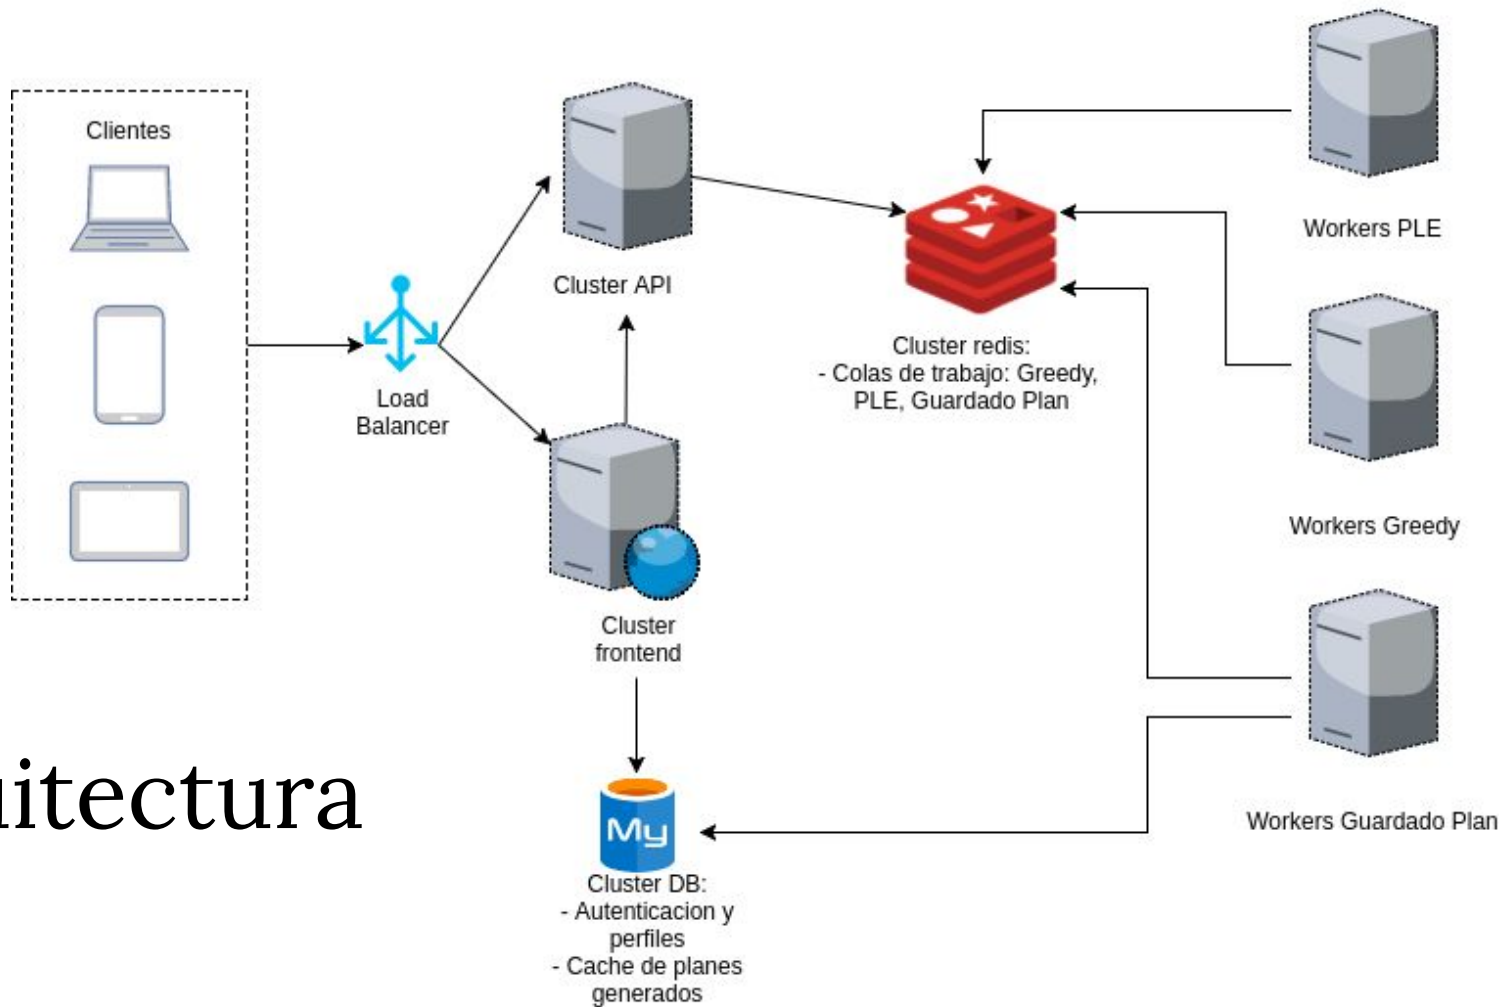 Clientes
Load
Balancer
Cluster API
Cluster
frontend
Cluster redis:
- Colas de trabajo: Greedy,
PLE, Guardado Plan
Workers PLE
Workers Greedy
Workers Guardado Plan
uitectura
My
Cluster DB:
- Autenticacion y
perfiles
- Cache de planes
generados